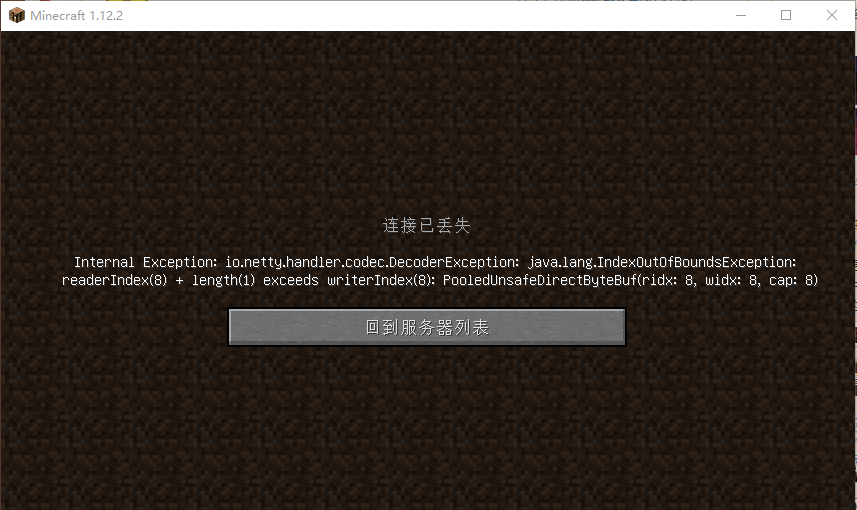 Minecraft 1.12.2
连接已丢失
Internal Exception: io.netty.handler.codec.DecoderException: java.lang.IndexOutOfBoundsException:
readerIndex(8) + length(1) exceeds writerIndex(8): PooledUnsafeDirectByteBuf(ridx: 8, widx: 8, cap: 8)
回到服务器列表